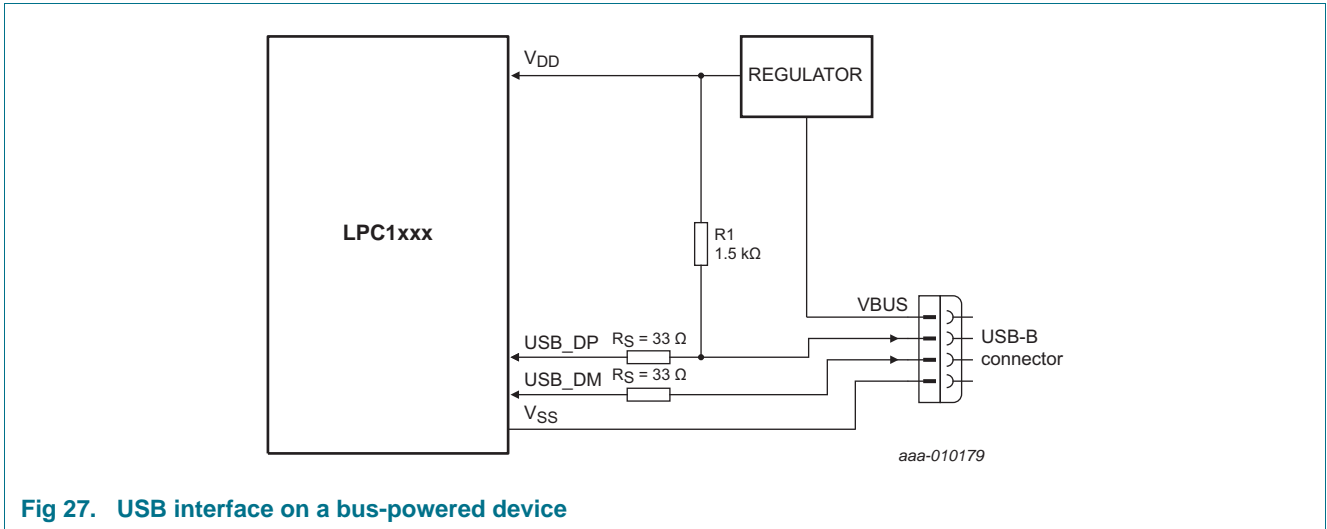 VDD
REGULATOR
LPC1xxx
R1
1.5 kΩ
VBUS
USB_DP RS = 33 Ω
USB-B
connector
USB_DM RS = 33 Ω
VSS
aaa-010179
Fig 27. USB interface on a bus-powered device